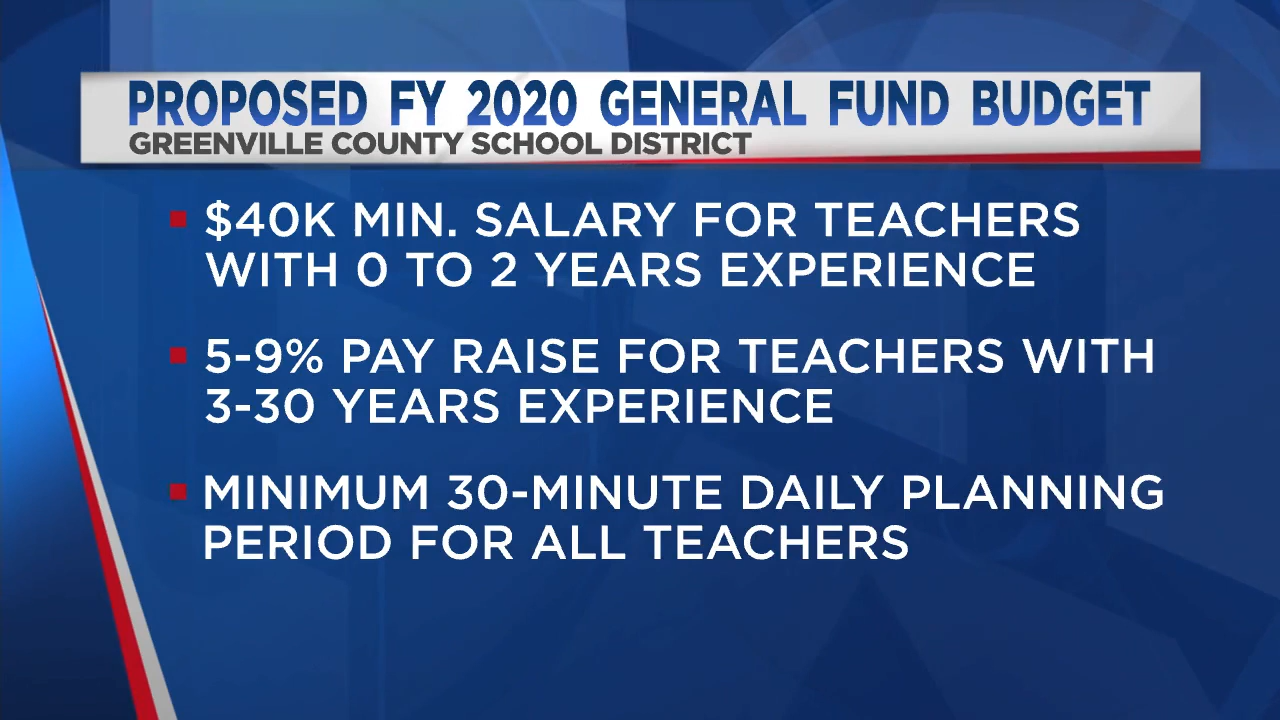 PROPOSED FY 2020 GENERAL FUND BUDGET
GREENVILLE COUNTY SCHOOL DISTRICT
$40K MIN. SALARY FOR TEACHERS
WITH 0 TO 2 YEARS EXPERIENCE
5-9% PAY RAISE FOR TEACHERS WITH
3-30 YEARS EXPERIENCE
MINIMUM 30-MINUTE DAILY PLANNING
PERIOD FOR ALL TEACHERS